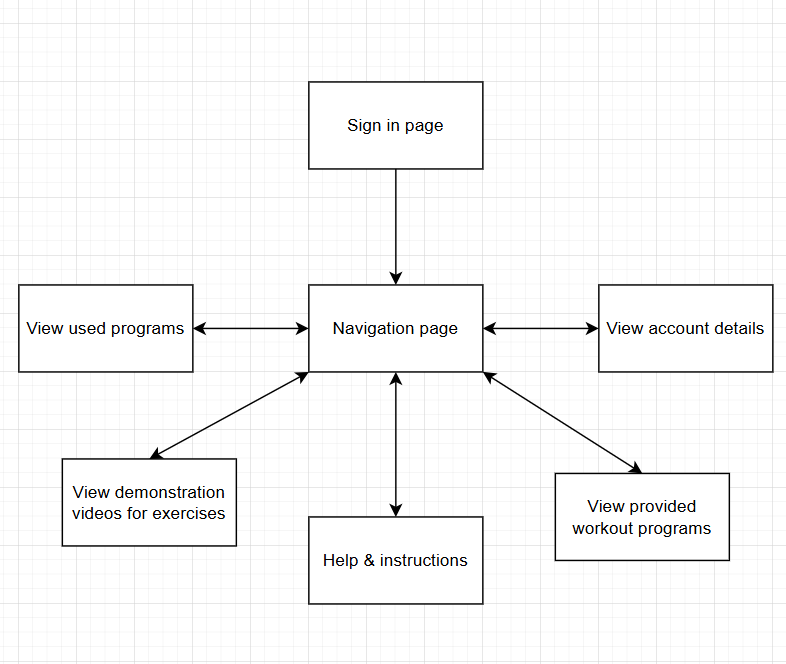 Sign in page
View used programs
Navigation page
View account details
View demonstration
videos for exercises
Help & instructions
View provided
workout programs